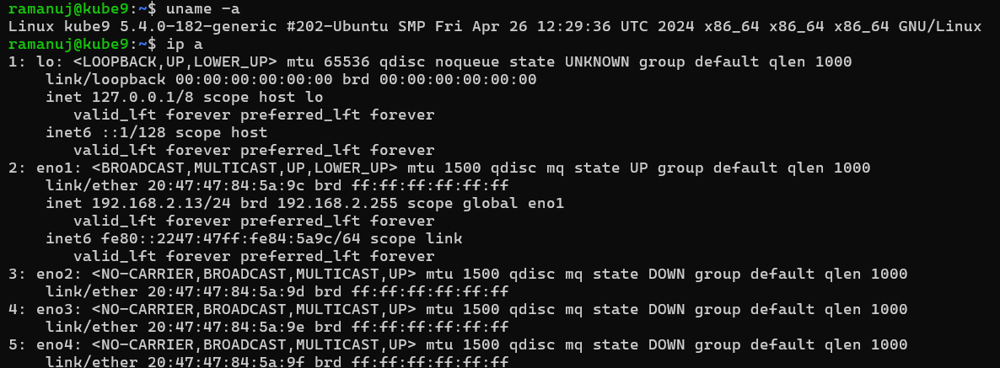 ramanuj@kube9:~$ uname -a
Linux kube9 5.4.0-182-generic #202-Ubuntu SMP Fri Apr 26 12:29:36 UTC 2024 x86_64 x86_64 x86_64 GNU/Linux
ramanuj@kube9:~$ ip a
1: lo: <LOOPBACK,UP,LOWER_UP> mtu 65536 qdisc noqueue state UNKNOWN group default qlen 1000
    link/loopback 00:00:00:00:00:00 brd 00:00:00:00:00:00
    inet 127.0.0.1/8 scope host lo
       valid_lft forever preferred_lft forever
    inet6 ::1/128 scope host
       valid_lft forever preferred_lft forever
2: eno1: <BROADCAST,MULTICAST,UP,LOWER_UP> mtu 1500 qdisc mq state UP group default qlen 1000
    link/ether 20:47:47:84:5a:9c brd ff:ff:ff:ff:ff:ff
    inet 192.168.2.13/24 brd 192.168.2.255 scope global eno1
       valid_lft forever preferred_lft forever
    inet6 fe80::2247:47ff:fe84:5a9c/64 scope link
       valid_lft forever preferred_lft forever
3: eno2: <NO-CARRIER,BROADCAST,MULTICAST,UP> mtu 1500 qdisc mq state DOWN group default qlen 1000
    link/ether 20:47:47:84:5a:9d brd ff:ff:ff:ff:ff:ff
4: eno3: <NO-CARRIER,BROADCAST,MULTICAST,UP> mtu 1500 qdisc mq state DOWN group default qlen 1000
    link/ether 20:47:47:84:5a:9e brd ff:ff:ff:ff:ff:ff
5: eno4: <NO-CARRIER,BROADCAST,MULTICAST,UP> mtu 1500 qdisc mq state DOWN group default qlen 1000
    link/ether 20:47:47:84:5a:9f brd ff:ff:ff:ff:ff:ff